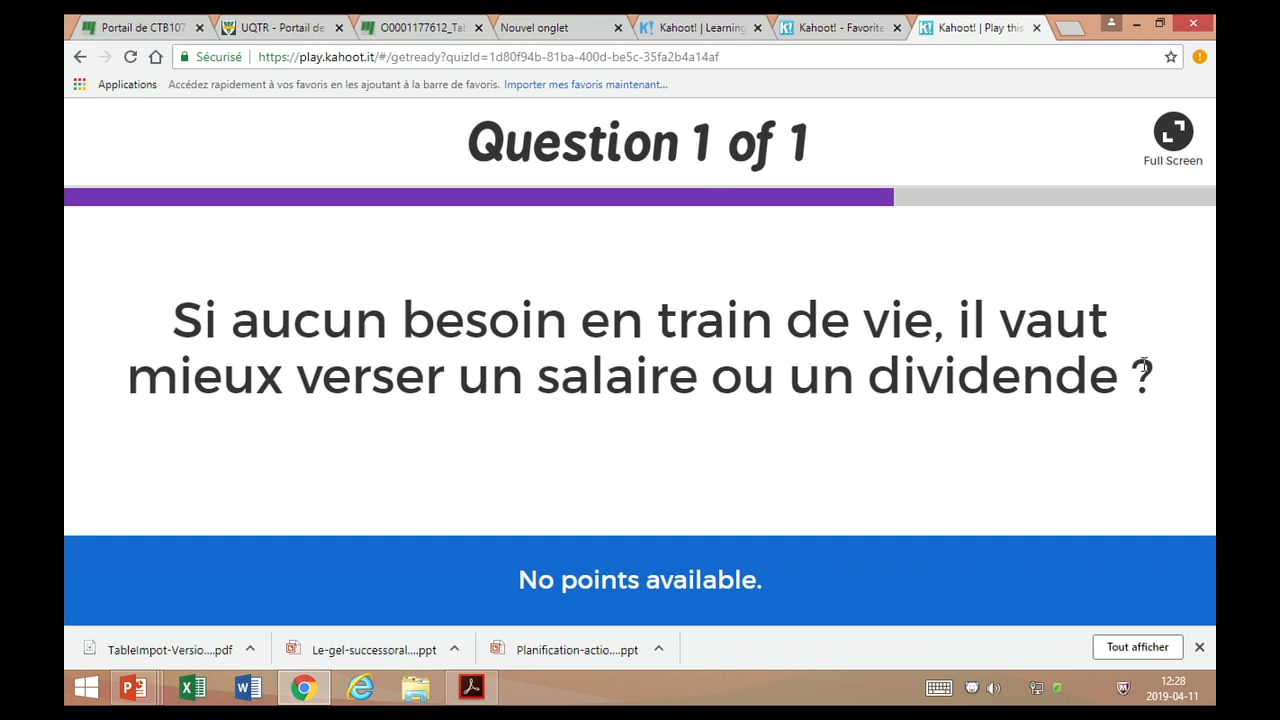 Portail de CTB107
UQTR - Portail de
O0001177612_Tab
Nouvel onglet
Kahoot! | Learning
Kahoot! - Favorite
Kahoot! | Play this
Sécurisé
https://play.kahoot.it/#/getready?quizId=1d80f94b-81ba-400d-be5c-35fa2b4a14af
Applications
Accédez rapidement à vos favoris en les ajoutant à la barre de favoris. Importer mes favoris maintenant...
Question 1 of 1
Full Screen
Si aucun besoin en train de vie, il vaut
mieux verser un salaire ou un dividende ?
No points available.
TableImpot-Versio....pdf
Le-gel-successoral....ppt
Planification-actio....ppt
Tout afficher
12:28
2019-04-11